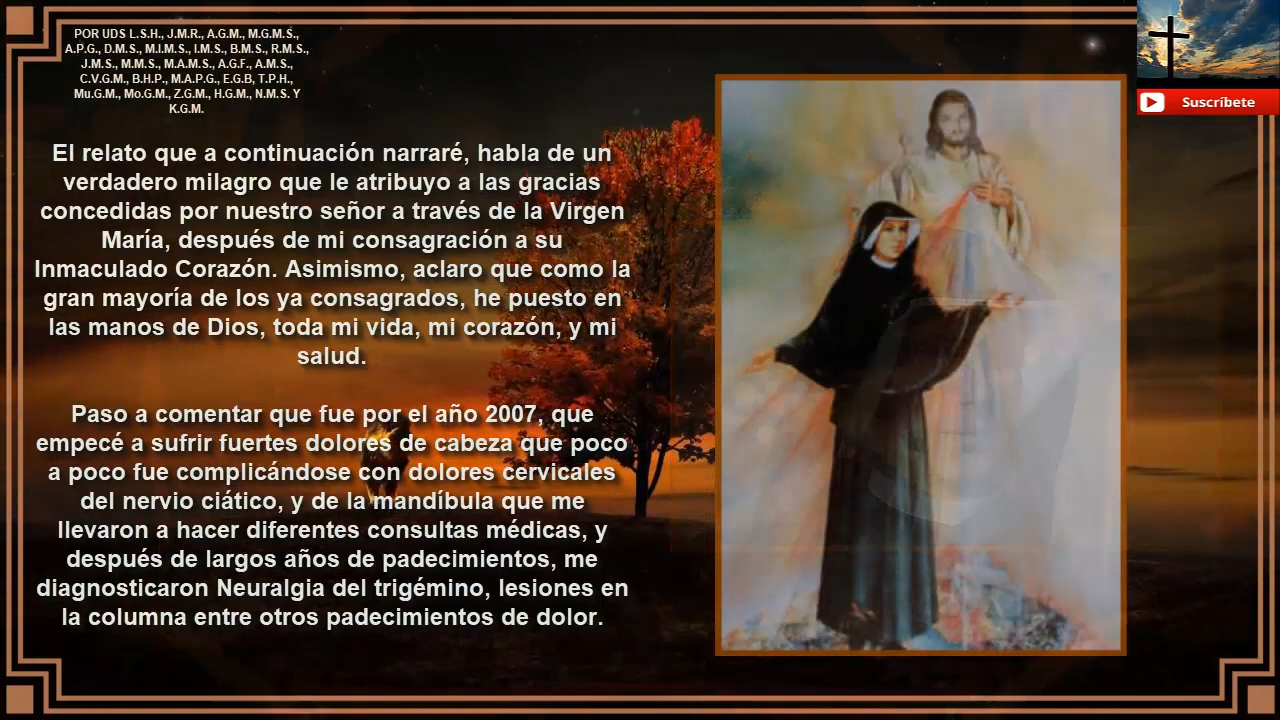 POR UDS L.S.H., J.M.R., A.G.M., M.G.M.S.,
A.P.G., D.M.S., M.I.M.S., I.M.S., B.M.S., R.M.S.,
J.M.S., M.M.S., M.A.M.S., A.G.F., A.M.S.,
C.V.G.M., B.H.P., M.A.P.G., E.G.B, T.P.H.,
Mu.G.M., Mo.G.M., Z.G.M., H.G.M., N.M.S. Y
K.G.M.
Suscríbete
El relato que a continuación narraré, habla de un
verdadero milagro que le atribuyo a las gracias
concedidas por nuestro señor a través de la Virgen
María, después de mi consagración a su
Inmaculado Corazón. Asimismo, aclaro que como la
gran mayoría de los ya consagrados, he puesto en
las manos de Dios, toda mi vida, mi corazón, y mi
salud.
Paso a comentar que fue por el año 2007, que
empecé a sufrir fuertes dolores de cabeza que poco
a poco fue complicándose con dolores cervicales
del nervio ciático, y de la mandíbula que me
llevaron a hacer diferentes consultas médicas, y
después de largos años de padecimientos, me
diagnosticaron Neuralgia del trigémino, lesiones en
la columna entre otros padecimientos de dolor.